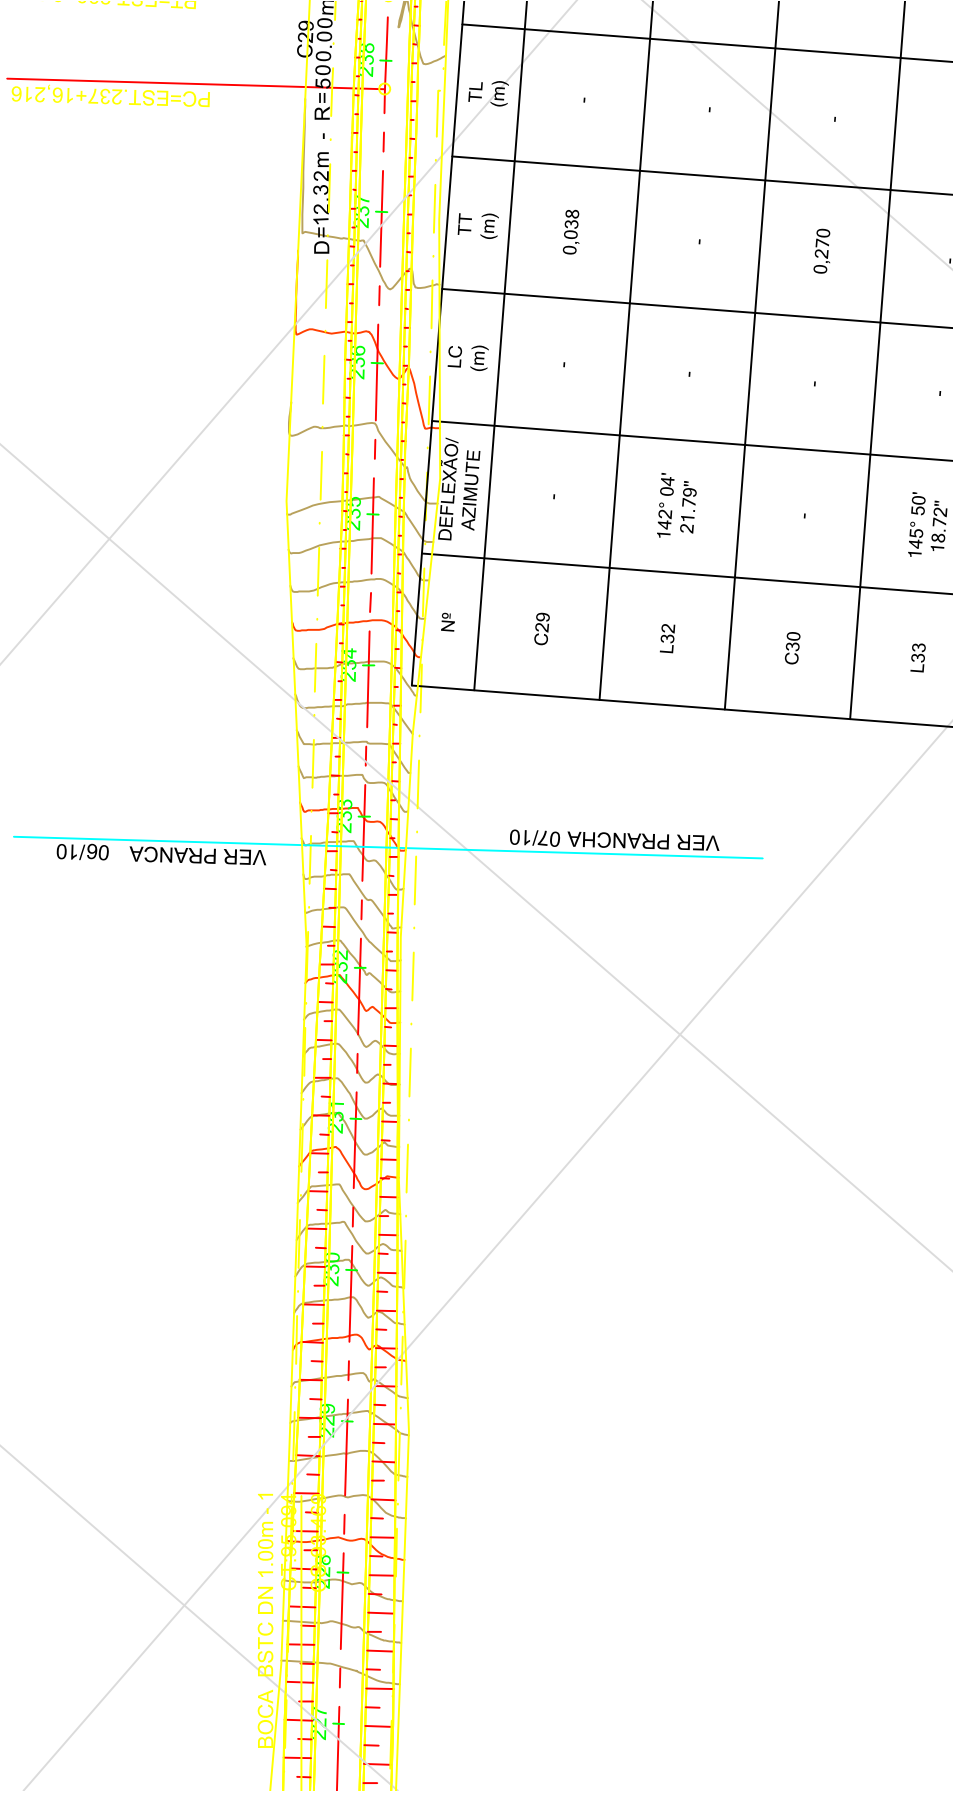 C29
D=12.32m - R=500.00m
PC=EST.237+16,216
238
237
236
235
234
233
232
231
230
229
228
227
TL
(m)
-
-
-
TT
(m)
0,038
-
0,270
-
LC
(m)
-
-
-
-
DEFLEXÃO/
AZIMUTE
-
142° 04'
21.79"
-
145° 50'
18.72"
Nº
C29
L32
C30
L33
VER PRANCA 06/10
VER PRANCHA 07/10
BOCA BSTC DN 1.00m - 1